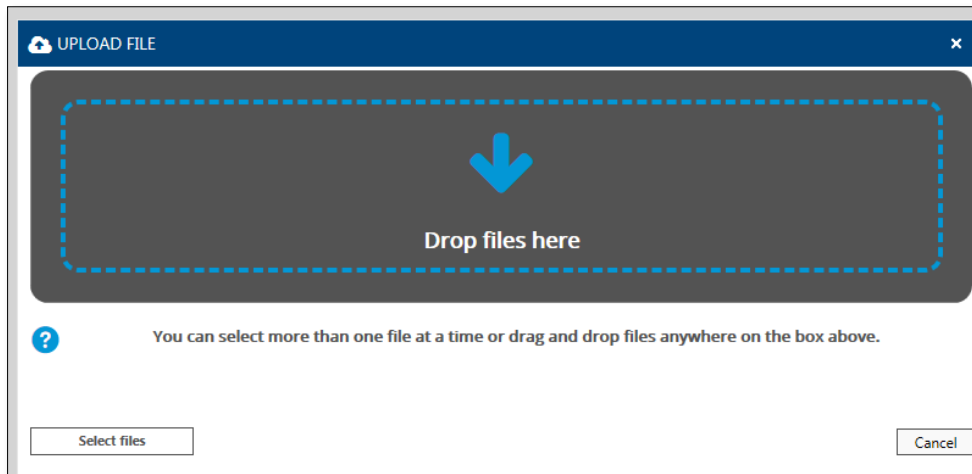 UPLOAD FILE
Drop files here
You can select more than one file at a time or drag and drop files anywhere on the box above.
Select files
Cancel